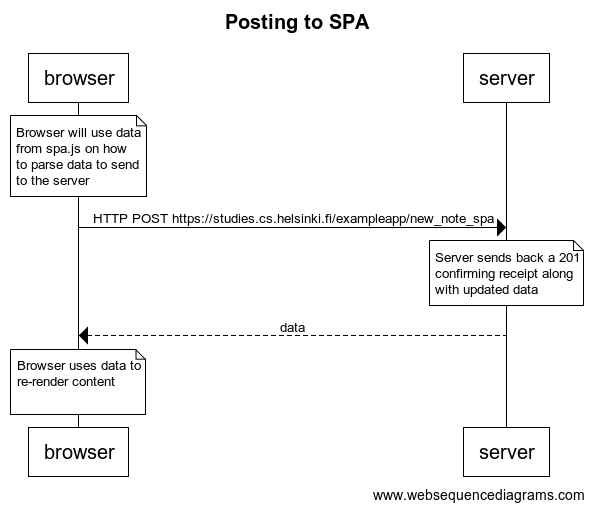 Posting to SPA
browser
server
Browser will use data
from spa.js on how
to parse data to send
to the server
HTTP POST https://studies.cs.helsinki.fi/exampleapp/new_note_spa
Server sends back a 201
confirming receipt along
with updated data
data
Browser uses data to
re-render content
browser
server
www.websequencediagrams.com